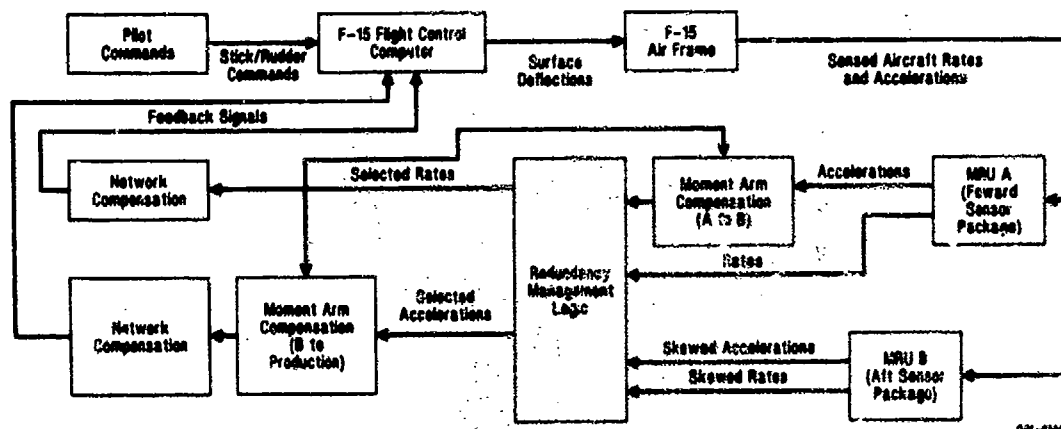 Pilot
Commands
Stick/Rudder
Commands
F-15 Flight Control
Computer
Surface
Deflections
F-15
Air Frame
Sensed Aircraft Rates
and Accelerations
Feedback Signals
Network
Compensation
Selected Rates
Moment Arm
Compensation
(A to B)
Accelerations
MRU A
(Foward
Sensor
Package)
Rates
Redundancy
Management
Logic
Network
Compensation
Moment Arm
Compensation
(B to
Production)
Selected
Accelerations
Skewed Accelerations
Skewed Rates
MRU B
(Aft Sensor
Package)